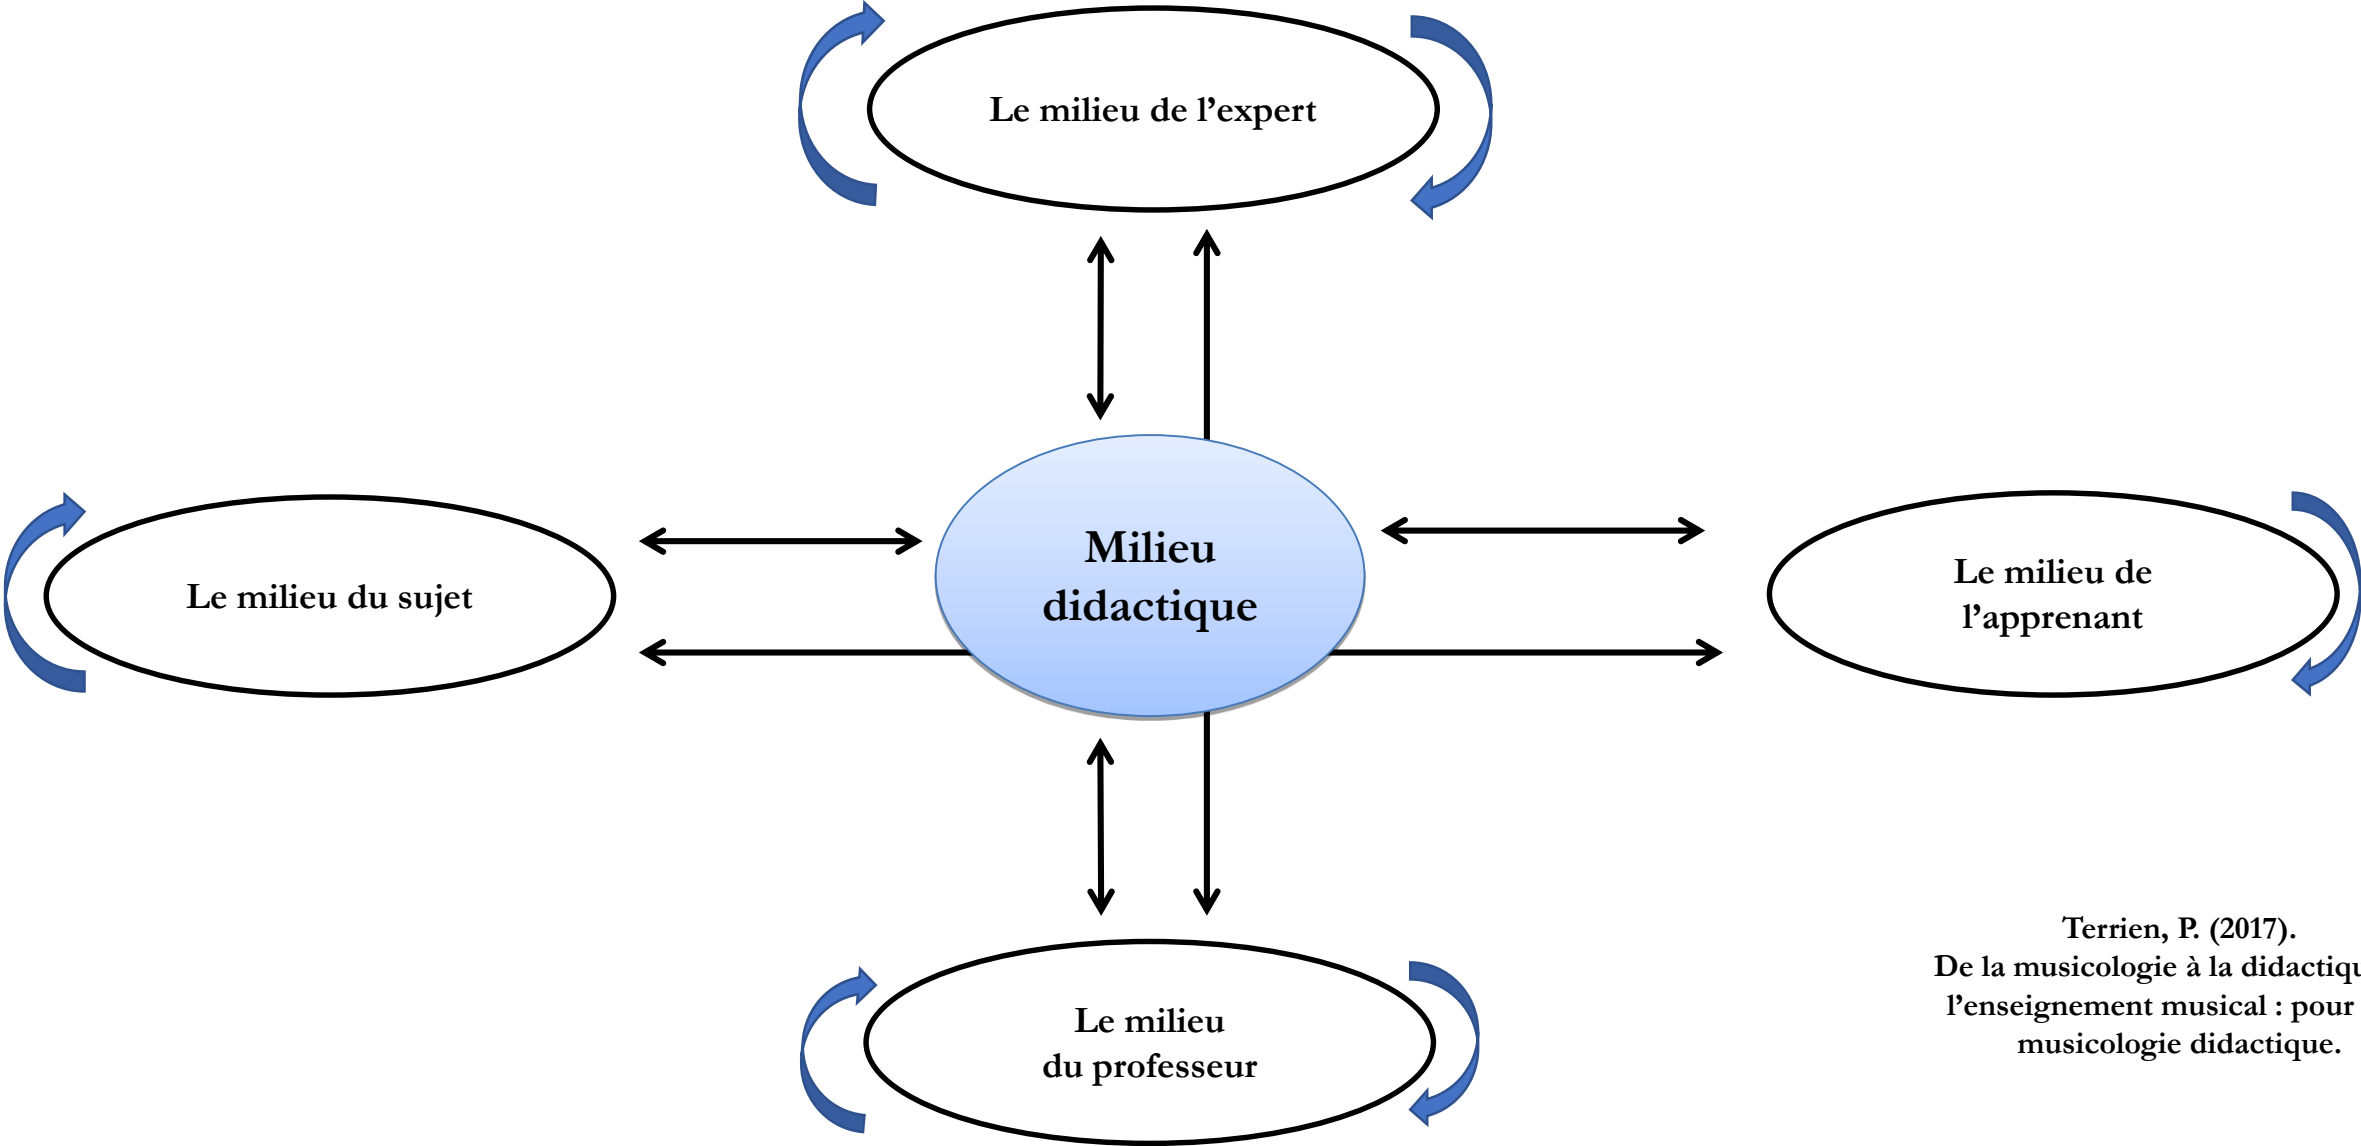 Le milieu de l’expert
Milieu
didactique
Le milieu du sujet
Le milieu de
l’apprenant
Le milieu
du professeur
Terrien, P. (2017).
De la musicologie à la
l’enseignement musical : pour
musicologie didactique.